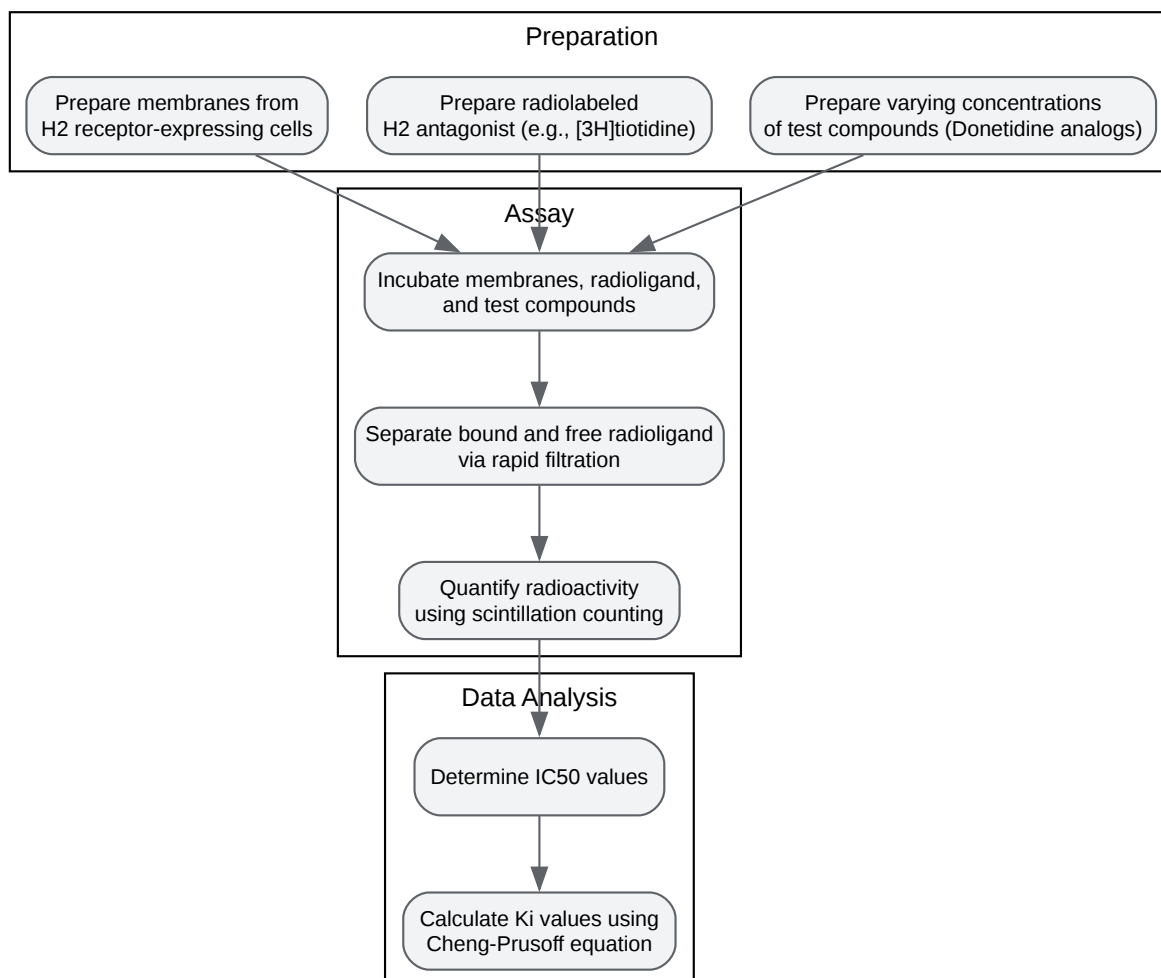 Preparation
Prepare membranes from
H2 receptor-expressing cells
Prepare radiolabeled
H2 antagonist (e.g., [3H]tiotidine)
Prepare varying concentrations
of test compounds (Donetidine analogs)
Assay
Incubate membranes, radioligand,
and test compounds
Separate bound and free radioligand
via rapid filtration
Quantify radioactivity
using scintillation counting
Data Analysis
Determine IC50 values
Calculate Ki values using
Cheng-Prusoff equation